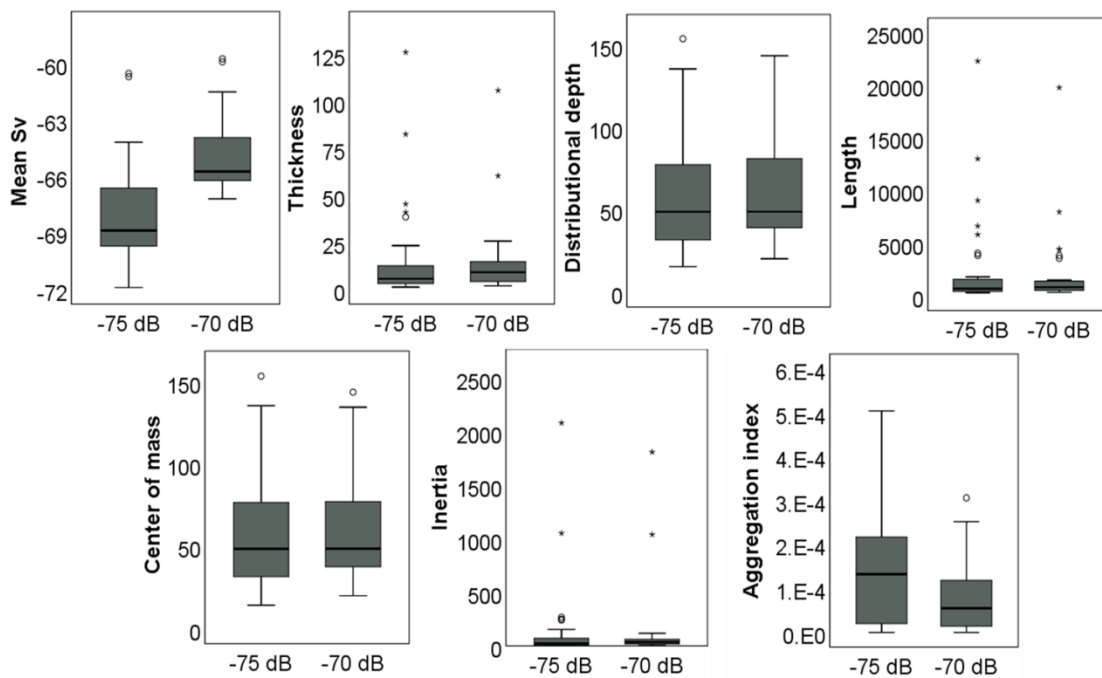 Mean Sv
-60
-63
-66
-69
-72
-75 dB -70 dB
Thickness
125
100
75
50
25
0
-75 dB -70 dB
Distributional depth
150
100
50
0
-75 dB -70 dB
Length
25000
20000
15000
10000
5000
0
-75 dB -70 dB
Center of mass
150
100
50
0
-75 dB -70 dB
Inertia
2500
2000
1500
1000
500
0
-75 dB -70 dB
Aggregation index
6.E-4
5.E-4
4.E-4
3.E-4
2.E-4
1.E-4
0.E0
-75 dB -70 dB